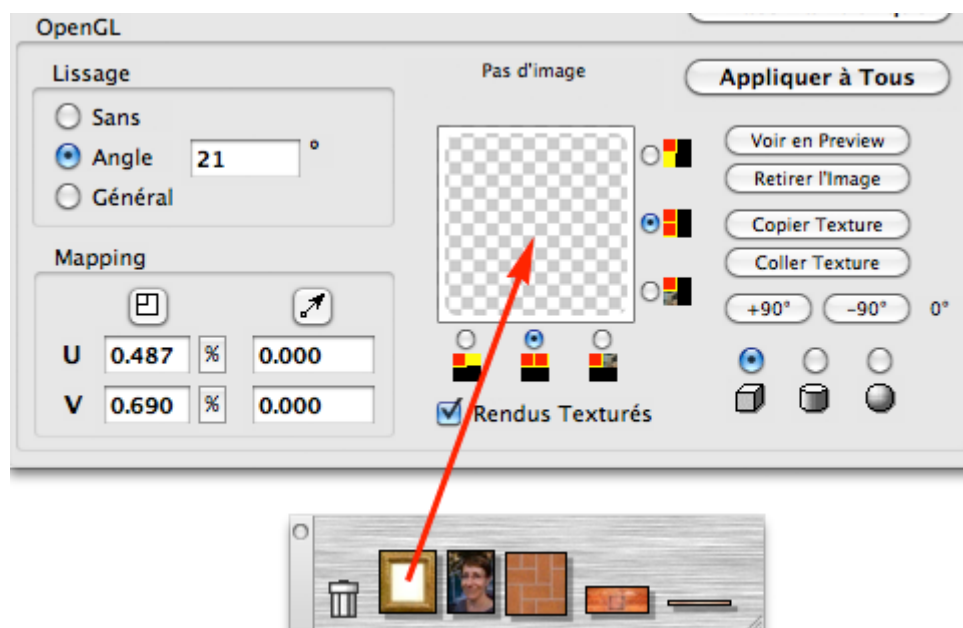 OpenGL
Lissage
Sans
Angle 21 °
Général
Mapping
U 0.487 % 0.000
V 0.690 % 0.000
Pas d'image
Rendus Texturés
Appliquer à Tous
Voir en Preview
Retirer l'Image
Copier Texture
Coller Texture
+90° -90° 0°